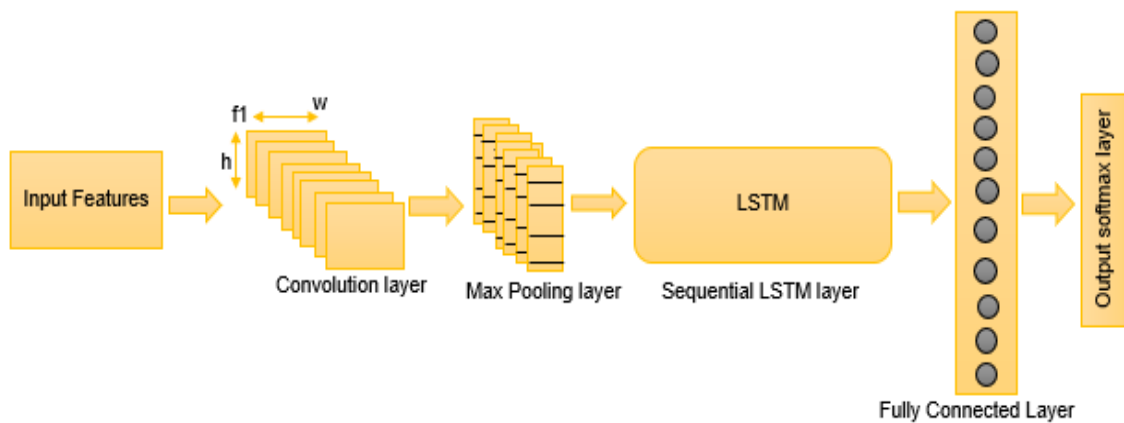 Input Features
f1
w
h
Convolution layer
Max Pooling layer
LSTM
Sequential LSTM layer
Fully Connected Layer
Output softmax layer